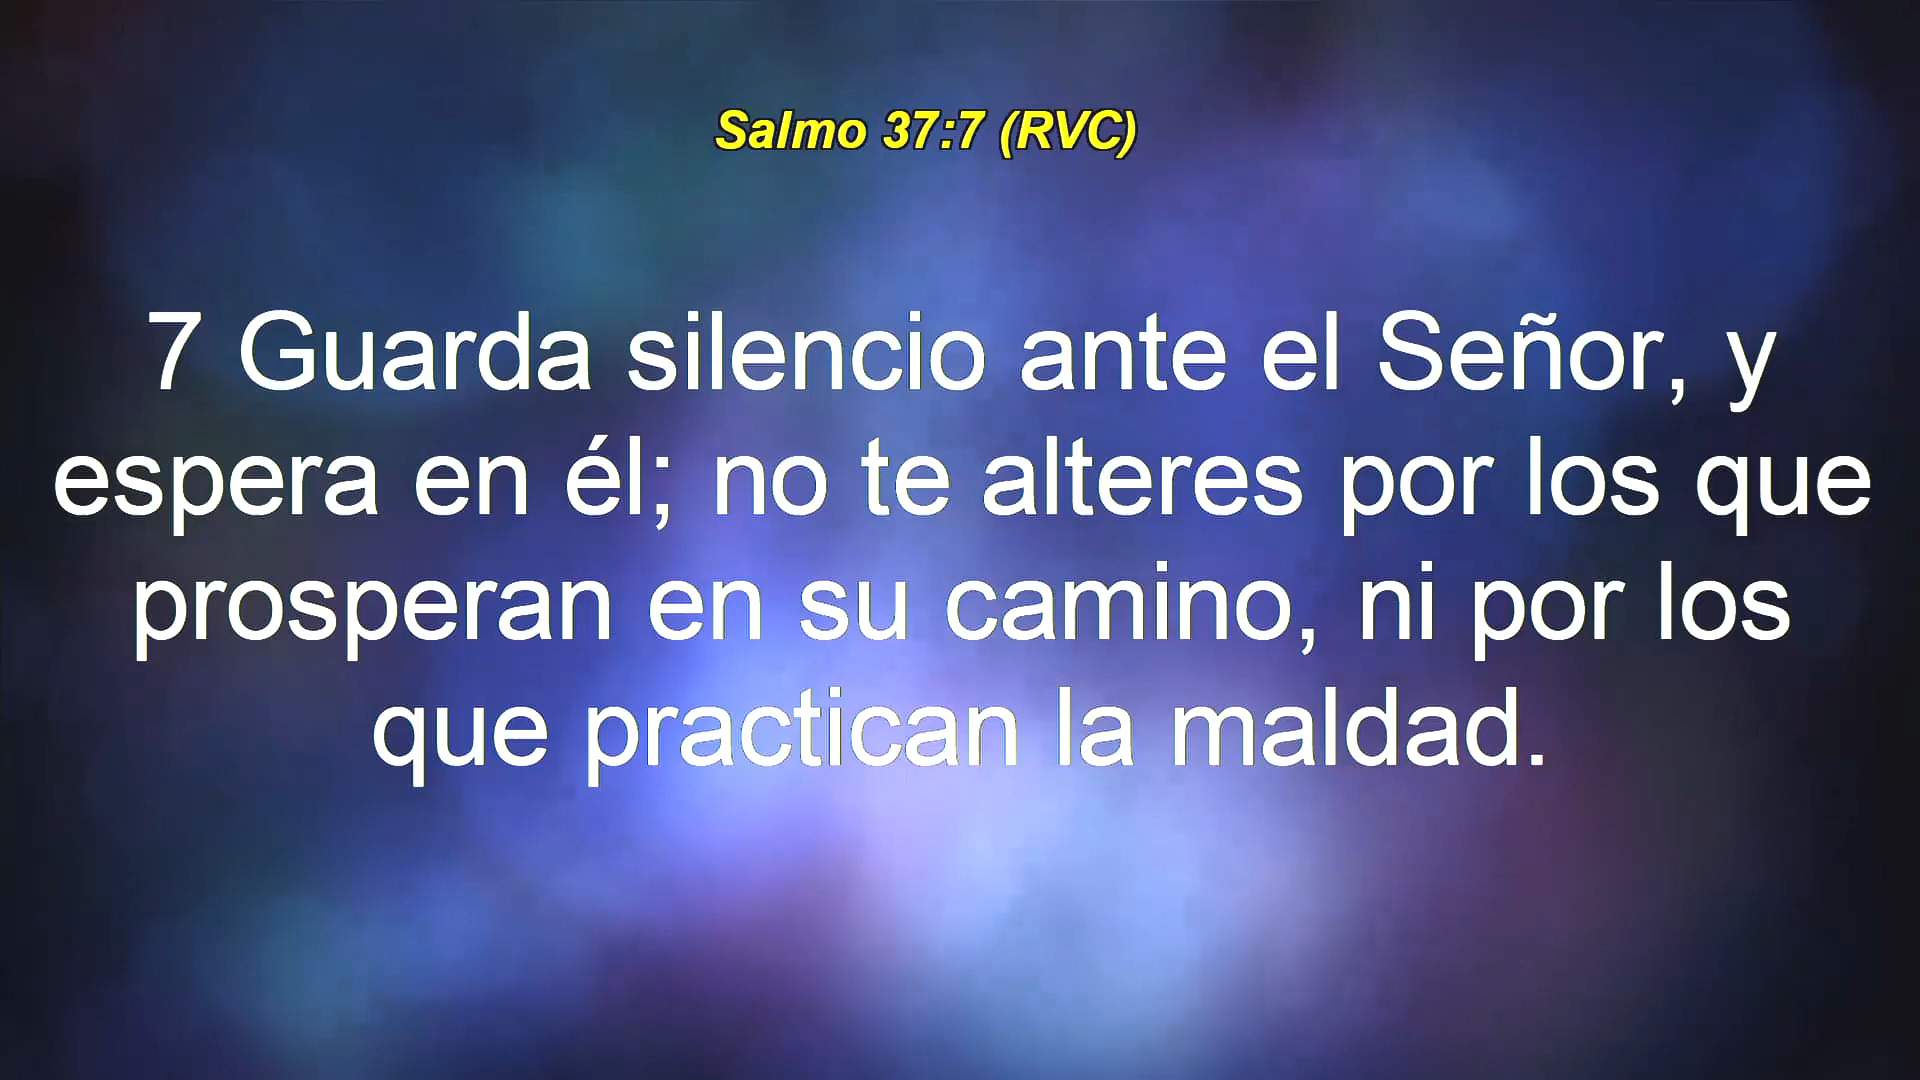 Salmo 37:7 (RVC)
7 Guarda silencio ante el Señor, y
espera en él; no te alteres por los que
prosperan en su camino, ni por los
que practican la maldad.